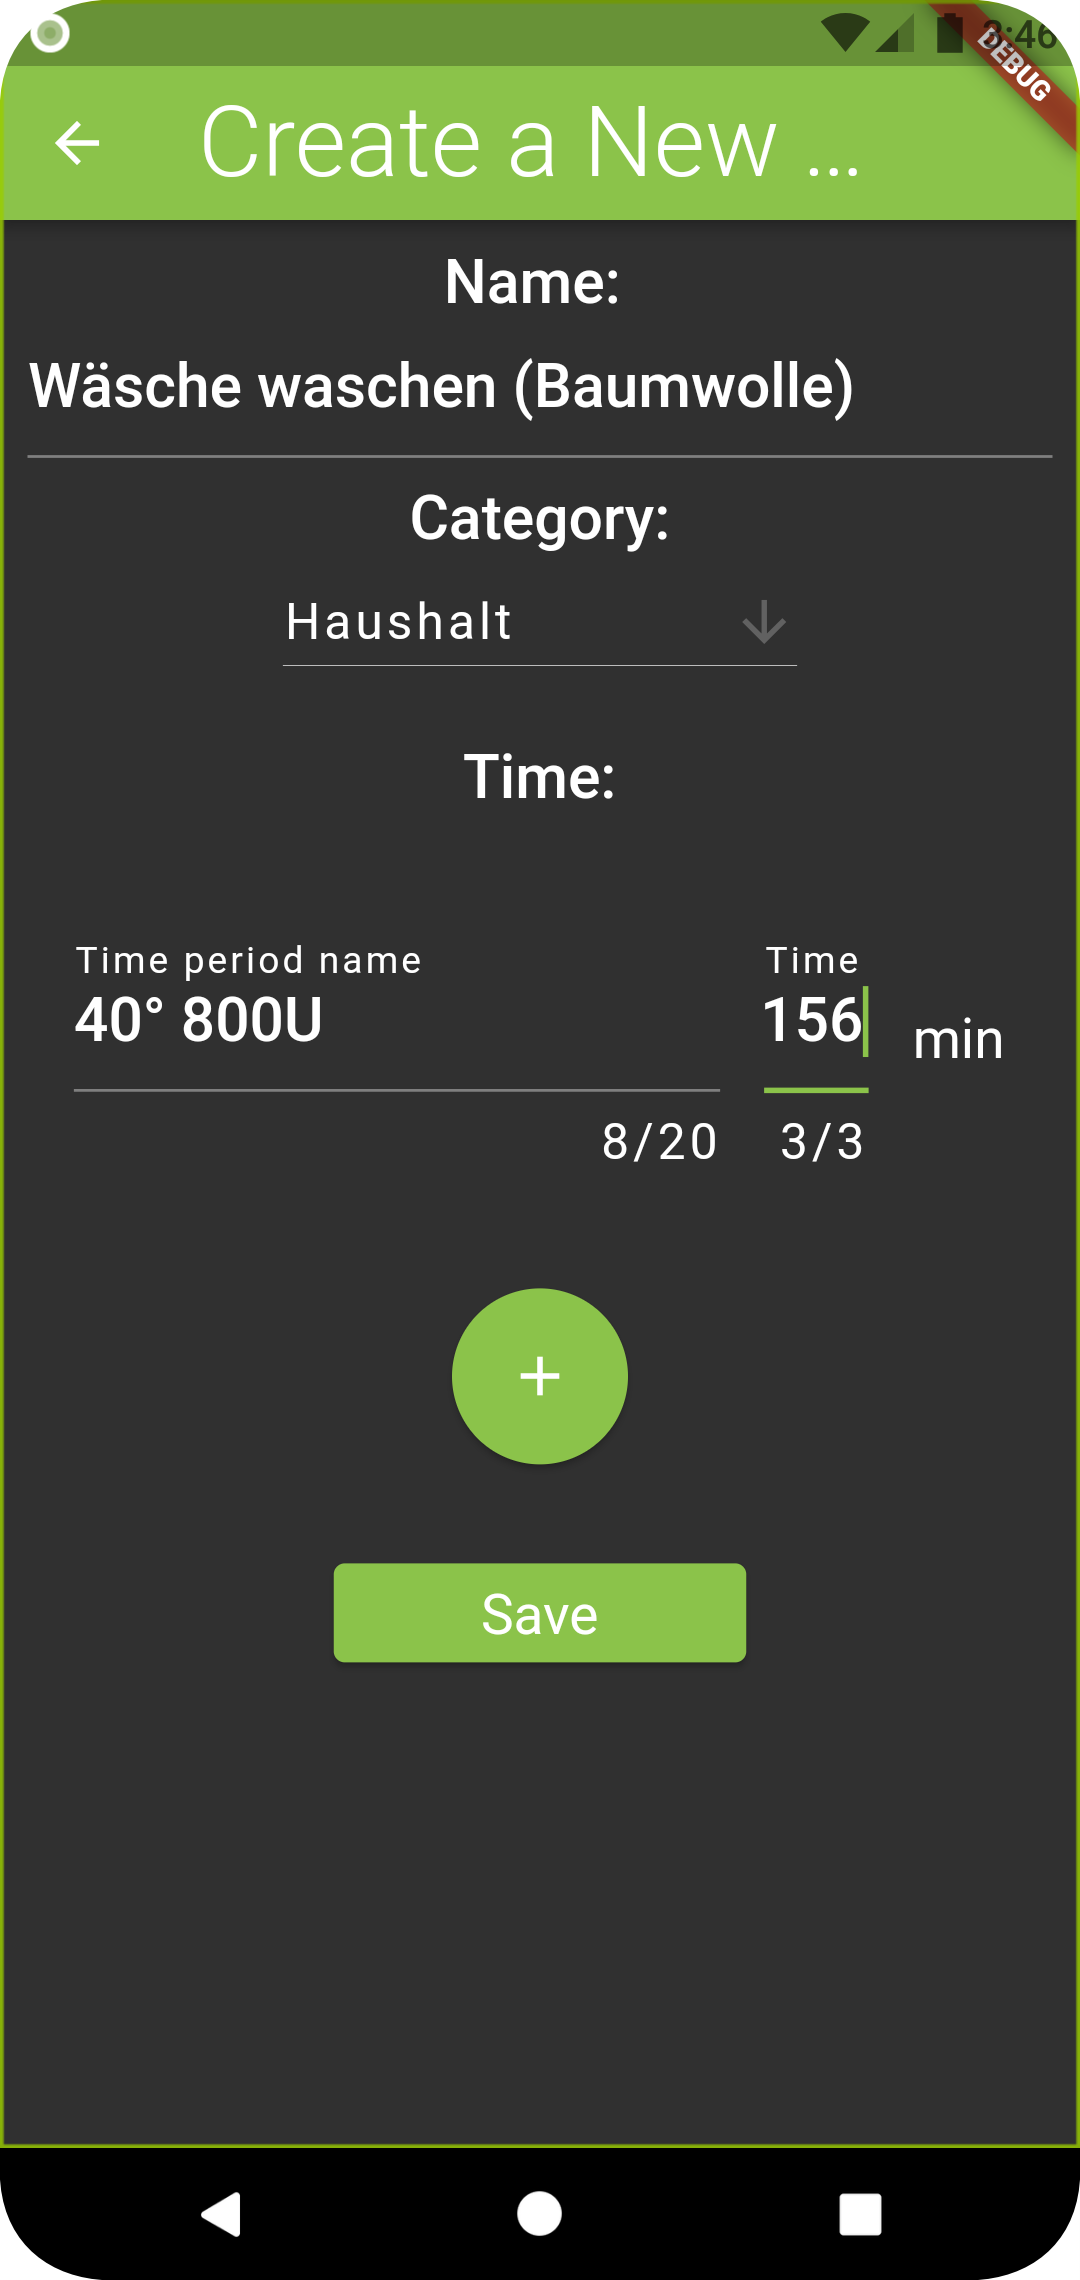 3:46
DEBUG
Create a New ...
Name:
Wäsche waschen (Baumwolle)
Category:
Haushalt
Time:
Time period name
Time
40° 800U
156
min
8/20
3/3
+
Save